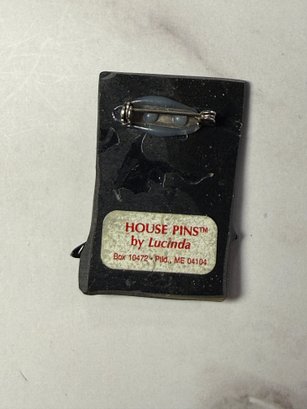 HOUSE PINS™
by Lucinda
Box 10472 • Ptld., ME 04104